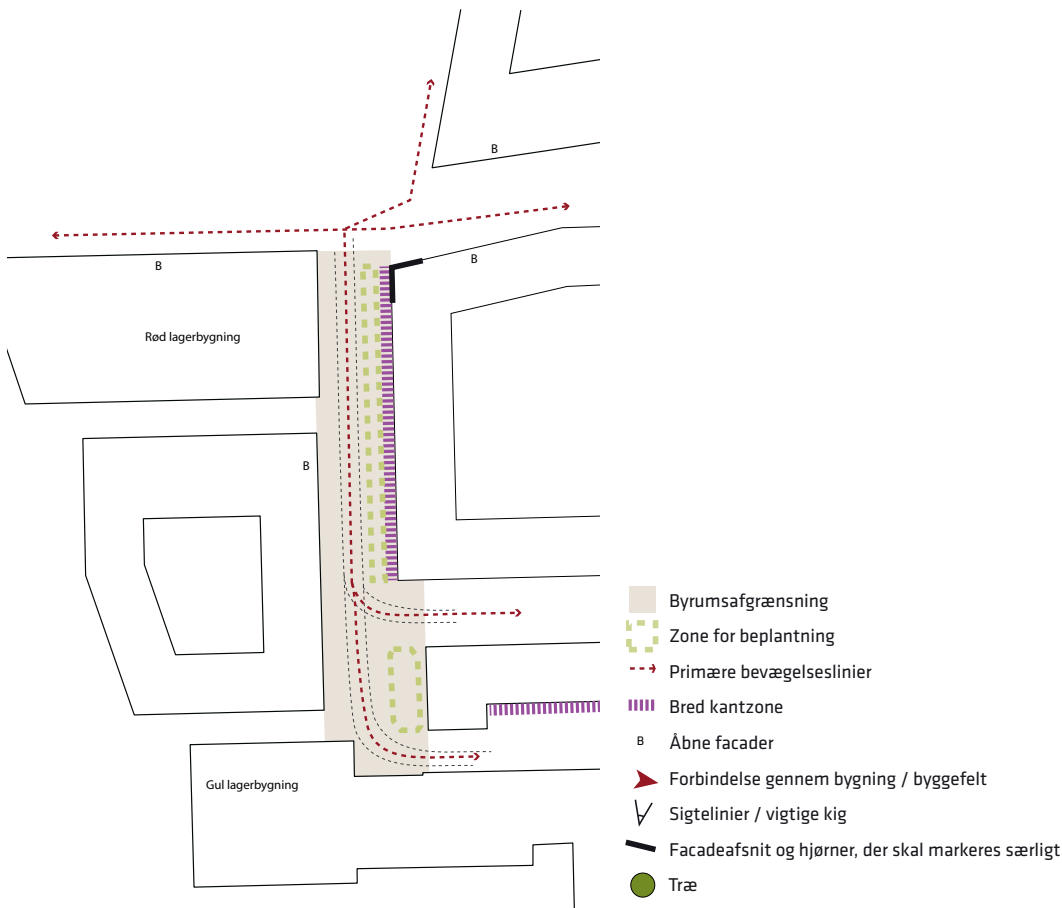 B
B
B
Rød lagerbygning
B
Gul lagerbygning
Byrumsafgrænsning
Zone for beplantning
Primære bevægelseslinier
Bred kantzone
B Åbne facader
Forbindelse gennem bygning / byggefelt
Sigtelinier / vigtige kig
Facadeafsnit og hjørner, der skal markeres særligt
Træ